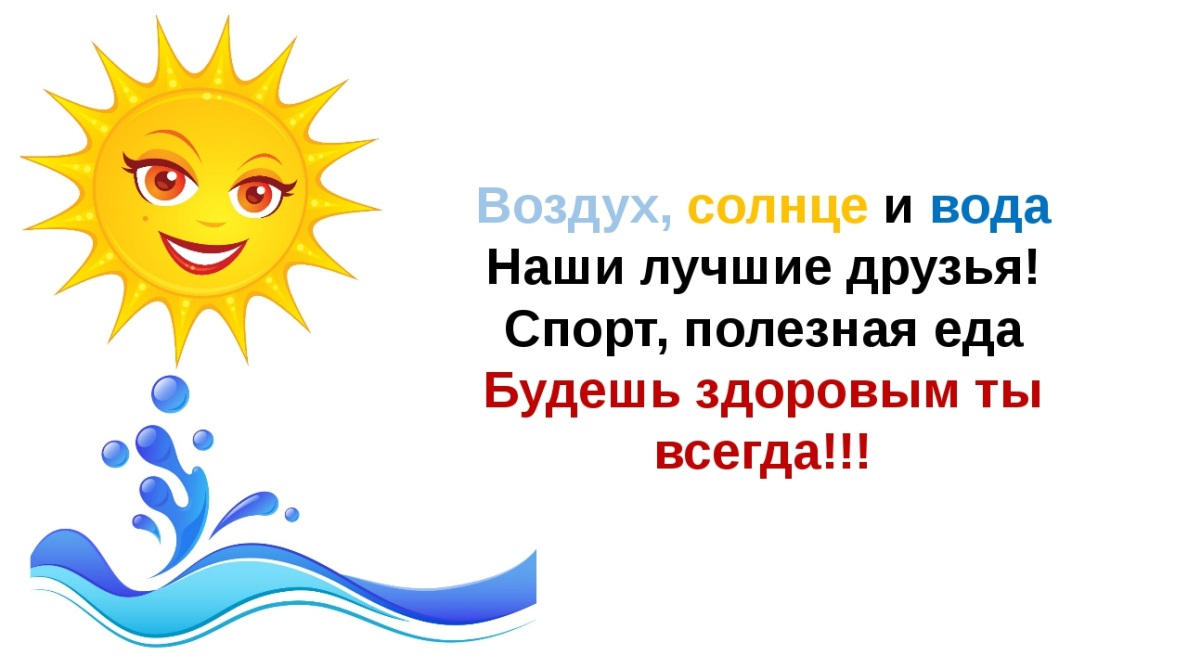 Воздух, солнце и вода
Наши лучшие друзья!
Спорт, полезная еда
Будешь здоровым ты
всегда!!!